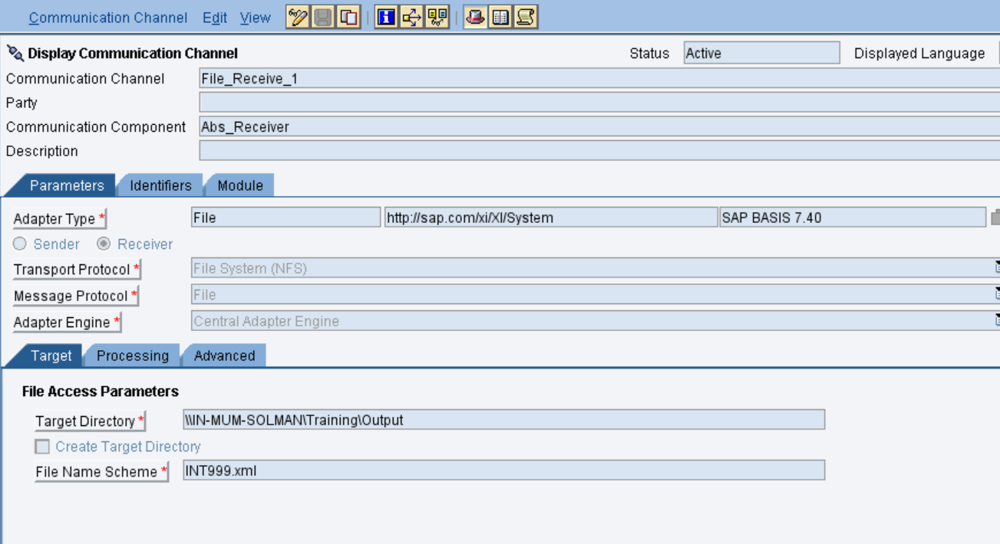 Communication Channel Edit View
Display Communication Channel Status Active Displayed Language
Communication Channel File_Receive_1
Party
Communication Component Abs_Receiver
Description
Parameters Identifiers Module
Adapter Type * File http://sap.com/xi/XI/System SAP BASIS 7.40
Sender Receiver
Transport Protocol * File System (NFS)
Message Protocol * File
Adapter Engine * Central Adapter Engine
Target Processing Advanced
File Access Parameters
Target Directory * \\IN-MUM-SOLMAN\Training\Output
Create Target Directory
File Name Scheme * INT999.xml